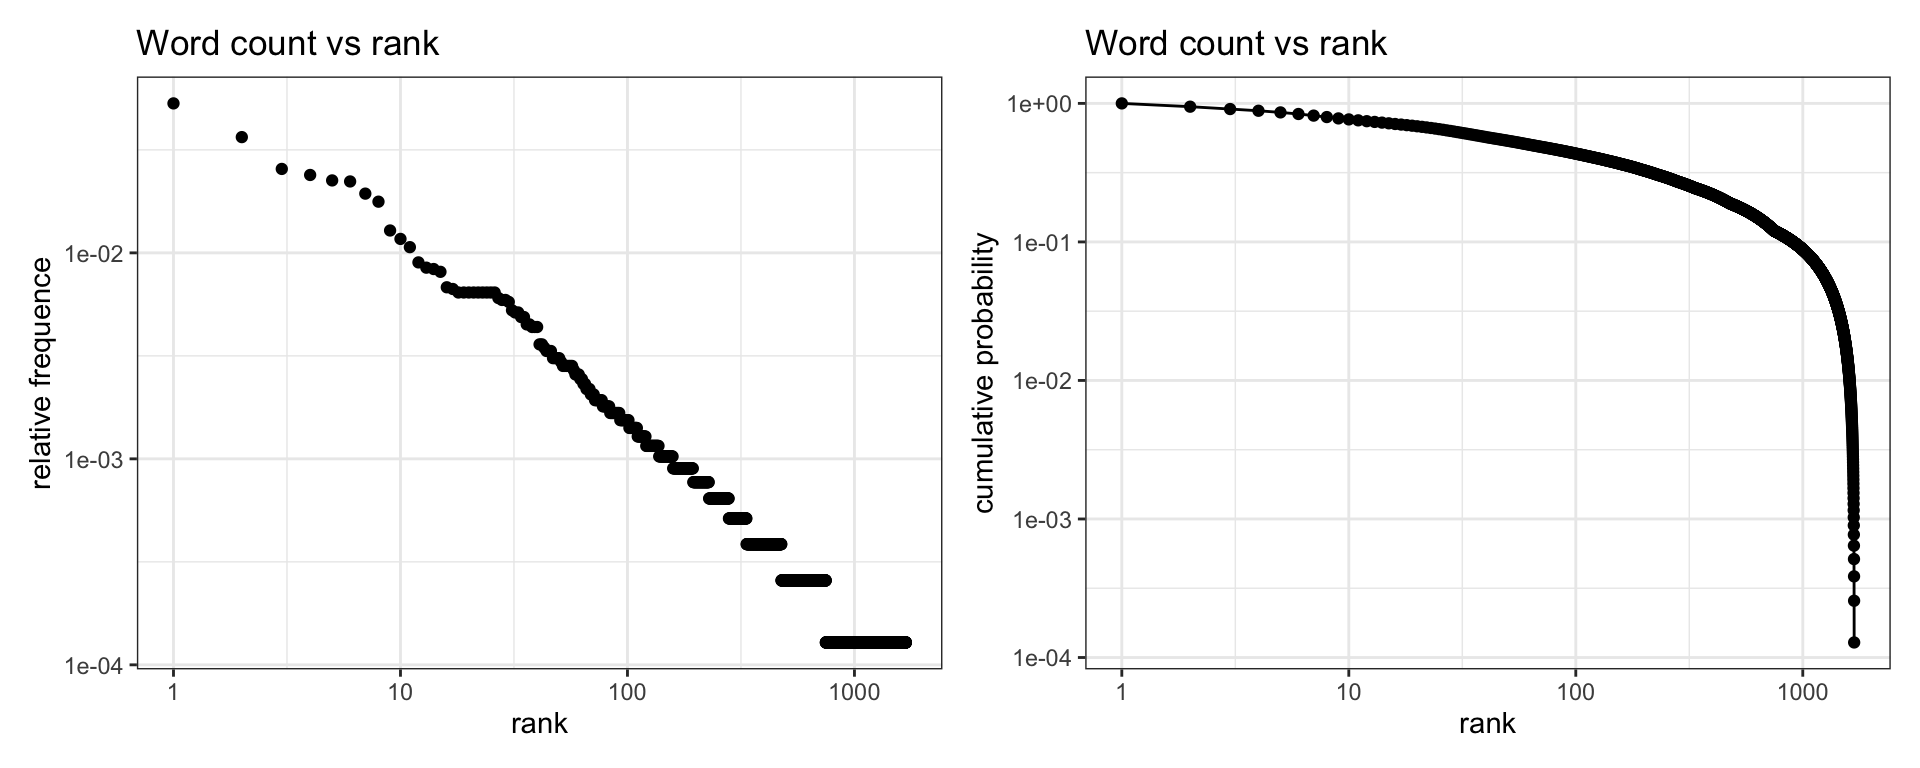 Word count vs rank
relative frequence
1e-02
1e-03
1e-04
1 10 100 1000
rank
Word count vs rank
cumulative probability
1e+00
1e-01
1e-02
1e-03
1e-04
1 10 100 1000
rank